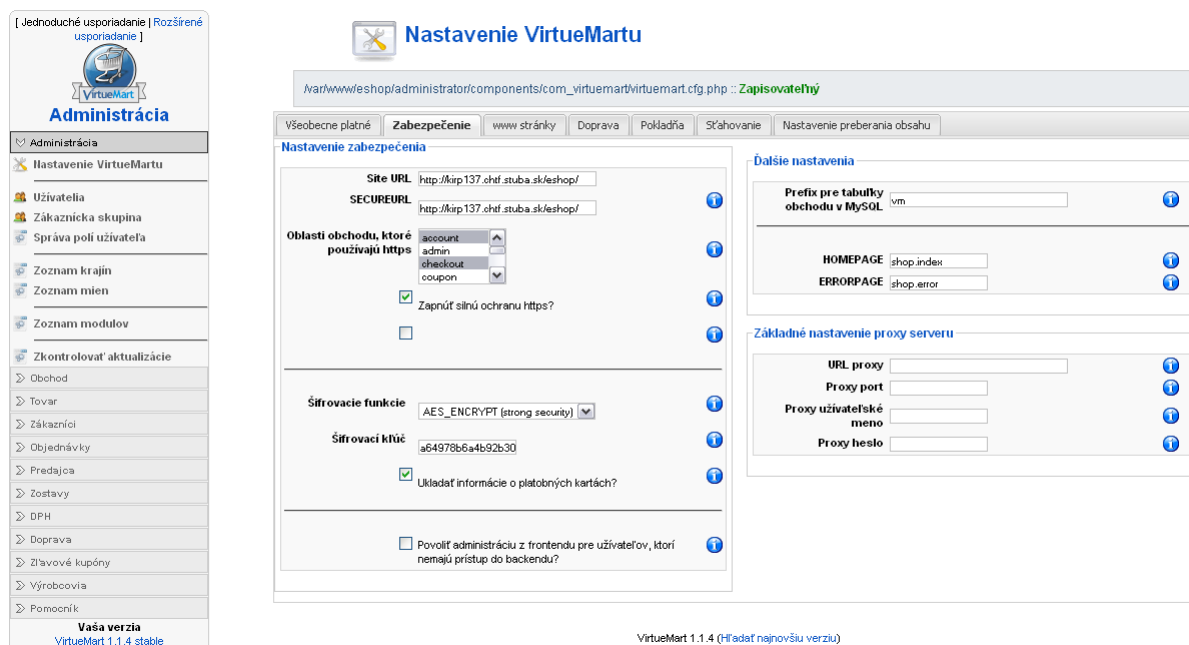 [ Jednoduché usporiadanie | Rozšírené
usporiadanie ]
VirtueMart
Administrácia
Administrácia
Nastavenie VirtueMartu
Užívatelia
Zákaznícka skupina
Správa polí užívateľa
Zoznam krajín
Zoznam mien
Zoznam modulov
Zkontrolovať aktualizácie
Obchod
Tovar
Zákazníci
Objednávky
Predajca
Zostavy
DPH
Doprava
Zľavové kupóny
Výrobcovia
Pomocník
Vaša verzia
VirtueMart 1.1.4 stable
Nastavenie VirtueMartu
/var/www/eshop/administrator/components/com_virtuemart/virtuemart.cfg.php :: Zapisovateľný
Všeobecne platné
Zabezpečenie
www stránky
Doprava
Pokladňa
Sťahovanie
Nastavenie preberania obsahu
Nastavenie zabezpečenia
Site URL http://kirp137.chtf.stuba.sk/eshop/
SECUREURL
http://kirp137.chtf.stuba.sk/eshop/
Oblasti obchodu, ktoré
používajú https
account
admin
checkout
coupon
Zapnúť silnú ochranu https?
Šifrovacie funkcie
AES_ENCRYPT (strong security)
Šifrovací kľúč
a64978b6a4b92b30
Ukladať informácie o platobných kartách?
Povoliť administráciu z frontendu pre užívateľov, ktorí
nemajú prístup do backendu?
Ďalšie nastavenia
Prefix pre tabuľky
obchodu v MySQL
vm
HOMEPAGE shop.index
ERRORPAGE shop.error
Základné nastavenie proxy serveru
URL proxy
Proxy port
Proxy užívateľské
meno
Proxy heslo
VirtueMart 1.1.4 (Hľadať najnovšiu verziu)